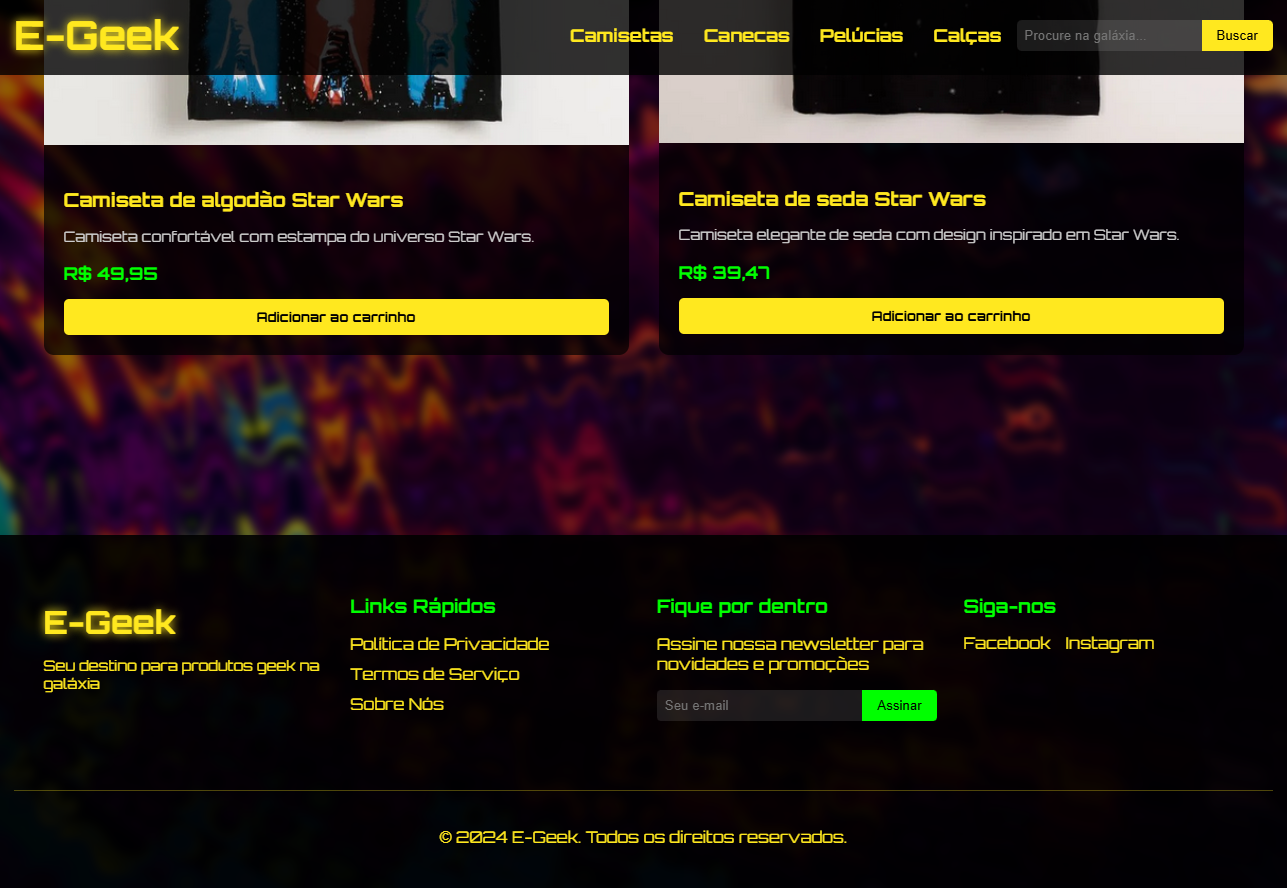 E-Geek
Camisetas Canecas Pelúcias Calças Procure na galáxia... Buscar
Camiseta de algodão Star Wars
Camiseta confortável com estampa do universo Star Wars.
R$ 49,95
Adicionar ao carrinho
Camiseta de seda Star Wars
Camiseta elegante de seda com design inspirado em Star Wars.
R$ 39,47
Adicionar ao carrinho
E-Geek
Seu destino para produtos geek na
galáxia
Links Rápidos
Política de Privacidade
Termos de Serviço
Sobre Nós
Fique por dentro
Assine nossa newsletter para
novidades e promoções
Seu e-mail Assinar
Siga-nos
Facebook Instagram
© 2024 E-Geek. Todos os direitos reservados.